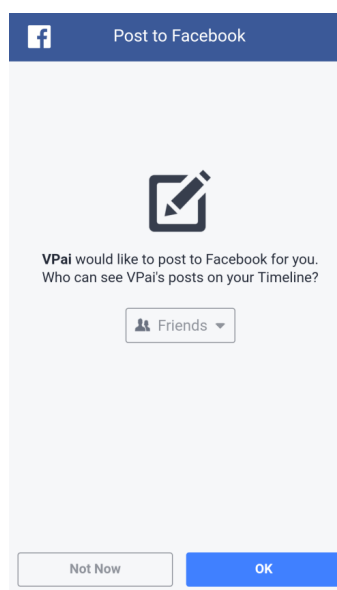 Post to Facebook
VPai would like to post to Facebook for you.
Who can see VPai's posts on your Timeline?
Friends
Not Now
OK